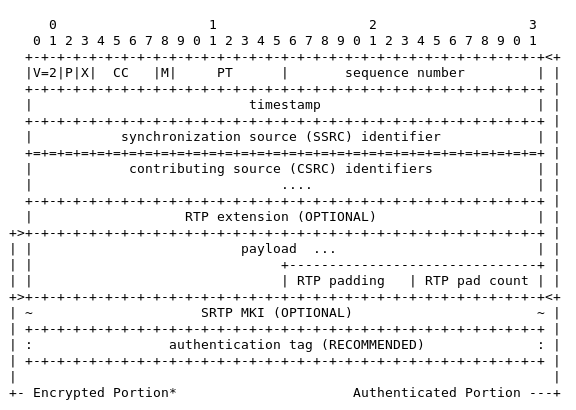 0                   1                   2                   3
   0 1 2 3 4 5 6 7 8 9 0 1 2 3 4 5 6 7 8 9 0 1 2 3 4 5 6 7 8 9 0 1
  +-+-+-+-+-+-+-+-+-+-+-+-+-+-+-+-+-+-+-+-+-+-+-+-+-+-+-+-+-+-+-+-+<+
  |V=2|P|X|  CC   |M|     PT      |       sequence number         | |
  +-+-+-+-+-+-+-+-+-+-+-+-+-+-+-+-+-+-+-+-+-+-+-+-+-+-+-+-+-+-+-+-+ |
  |                           timestamp                           | |
  +-+-+-+-+-+-+-+-+-+-+-+-+-+-+-+-+-+-+-+-+-+-+-+-+-+-+-+-+-+-+-+-+ |
  |           synchronization source (SSRC) identifier            | |
  +=+=+=+=+=+=+=+=+=+=+=+=+=+=+=+=+=+=+=+=+=+=+=+=+=+=+=+=+=+=+=+=+ |
  |            contributing source (CSRC) identifiers             | |
  |                               ....                            | |
  +-+-+-+-+-+-+-+-+-+-+-+-+-+-+-+-+-+-+-+-+-+-+-+-+-+-+-+-+-+-+-+-+ |
  |                   RTP extension (OPTIONAL)                    | |
+>+-+-+-+-+-+-+-+-+-+-+-+-+-+-+-+-+-+-+-+-+-+-+-+-+-+-+-+-+-+-+-+-+ |
| |                          payload  ...                         | |
| |                               +-------------------------------+ |
| |                               | RTP padding   | RTP pad count | |
+>+-+-+-+-+-+-+-+-+-+-+-+-+-+-+-+-+-+-+-+-+-+-+-+-+-+-+-+-+-+-+-+-+<+
| ~                     SRTP MKI (OPTIONAL)                       ~ |
| +-+-+-+-+-+-+-+-+-+-+-+-+-+-+-+-+-+-+-+-+-+-+-+-+-+-+-+-+-+-+-+-+ |
| :                 authentication tag (RECOMMENDED)              : |
| +-+-+-+-+-+-+-+-+-+-+-+-+-+-+-+-+-+-+-+-+-+-+-+-+-+-+-+-+-+-+-+-+ |
|                                                                   |
+- Encrypted Portion*                      Authenticated Portion ---+